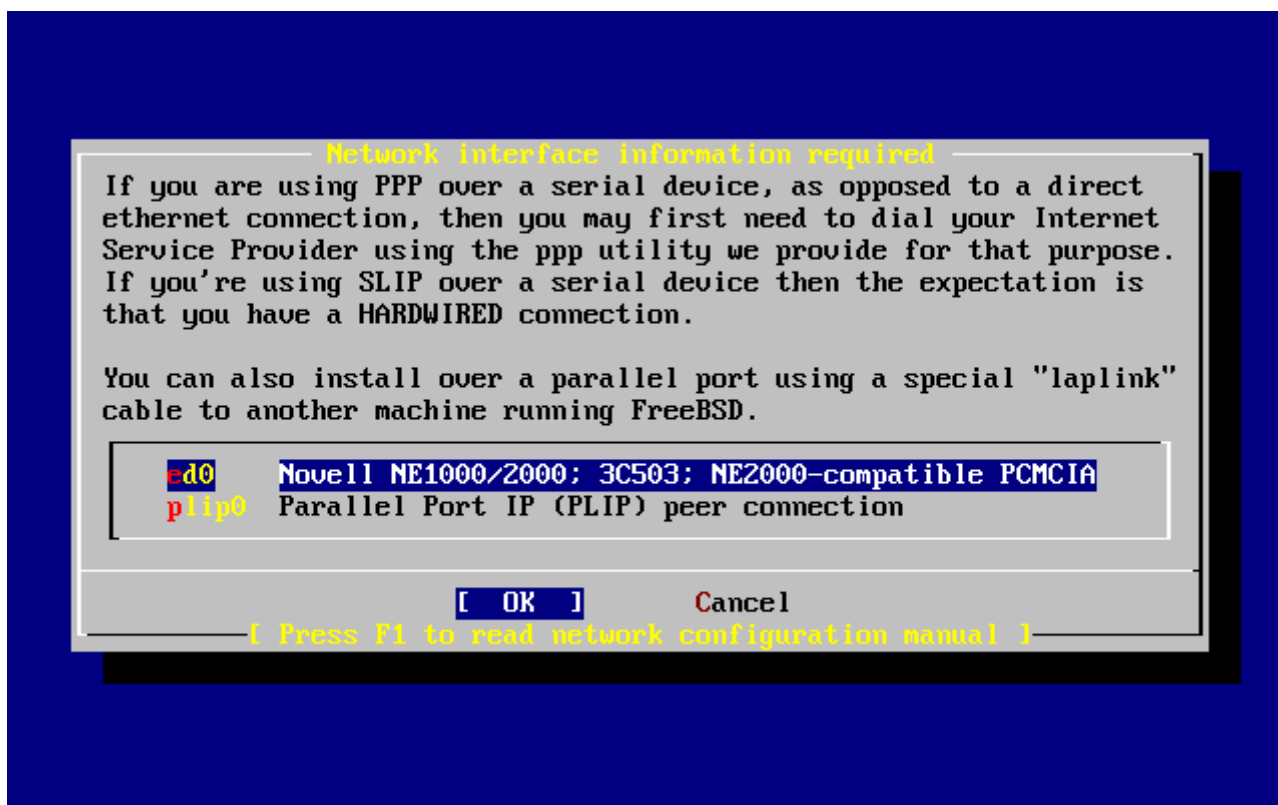 Network interface information required
If you are using PPP over a serial device, as opposed to a direct
ethernet connection, then you may first need to dial your Internet
Service Provider using the ppp utility we provide for that purpose.
If you're using SLIP over a serial device then the expectation is
that you have a HARDWIRED connection.
You can also install over a parallel port using a special "laplink"
cable to another machine running FreeBSD.
ed0 Novell NE1000/2000; 3C503; NE2000-compatible PCMCIA
plip0 Parallel Port IP (PLIP) peer connection
[ OK ] Cancel
[ Press F1 to read network configuration manual ]